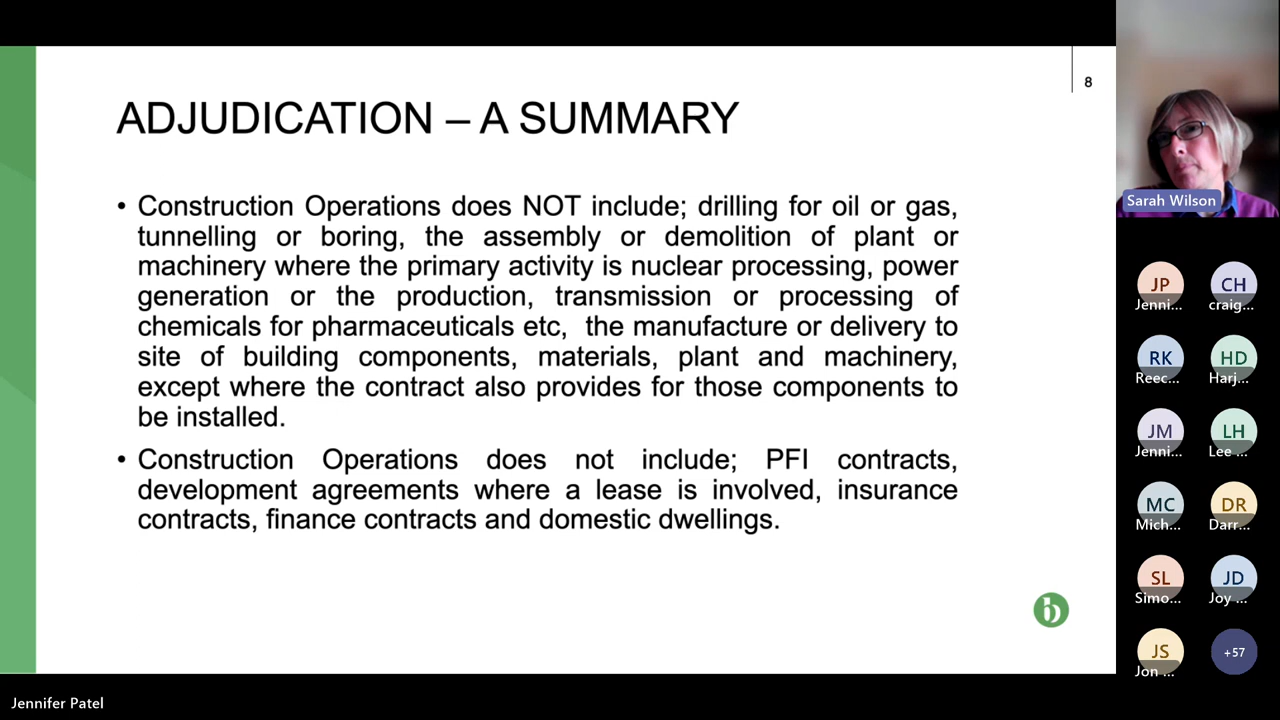 8
ADJUDICATION – A SUMMARY
• Construction Operations does NOT include; drilling for oil or gas,
tunnelling or boring, the assembly or demolition of plant or
machinery where the primary activity is nuclear processing, power
generation or the production, transmission or processing of
chemicals for pharmaceuticals etc, the manufacture or delivery to
site of building components, materials, plant and machinery,
except where the contract also provides for those components to
be installed.
• Construction Operations does not include; PFI contracts,
development agreements where a lease is involved, insurance
contracts, finance contracts and domestic dwellings.
b
Sarah Wilson
JP
CH
Jenni...
craig...
RK
HD
Reec...
Harj...
JM
LH
Jenni...
Lee ...
MC
DR
Mich...
Darr...
SL
JD
Simo...
Joy ...
JS
+57
Jon ...
Jennifer Patel